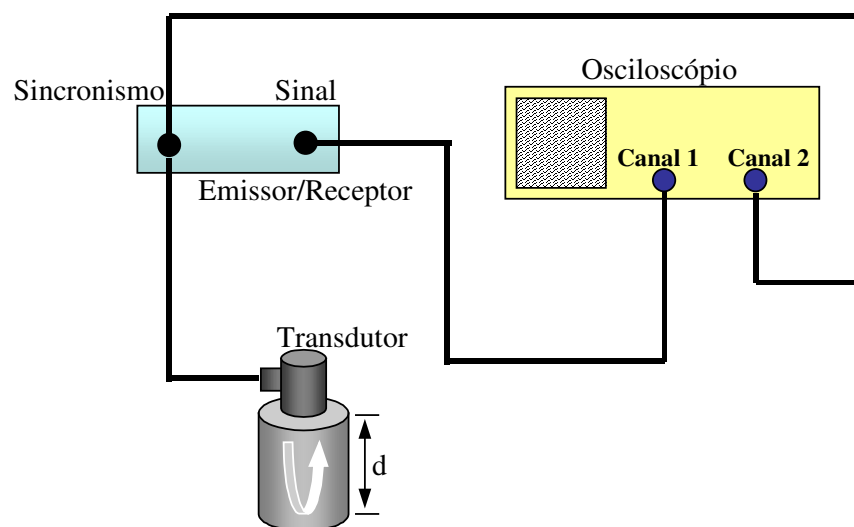 Osciloscópio
Sincronismo
Sinal
Canal 1
Canal 2
Emissor/Receptor
Transdutor
d